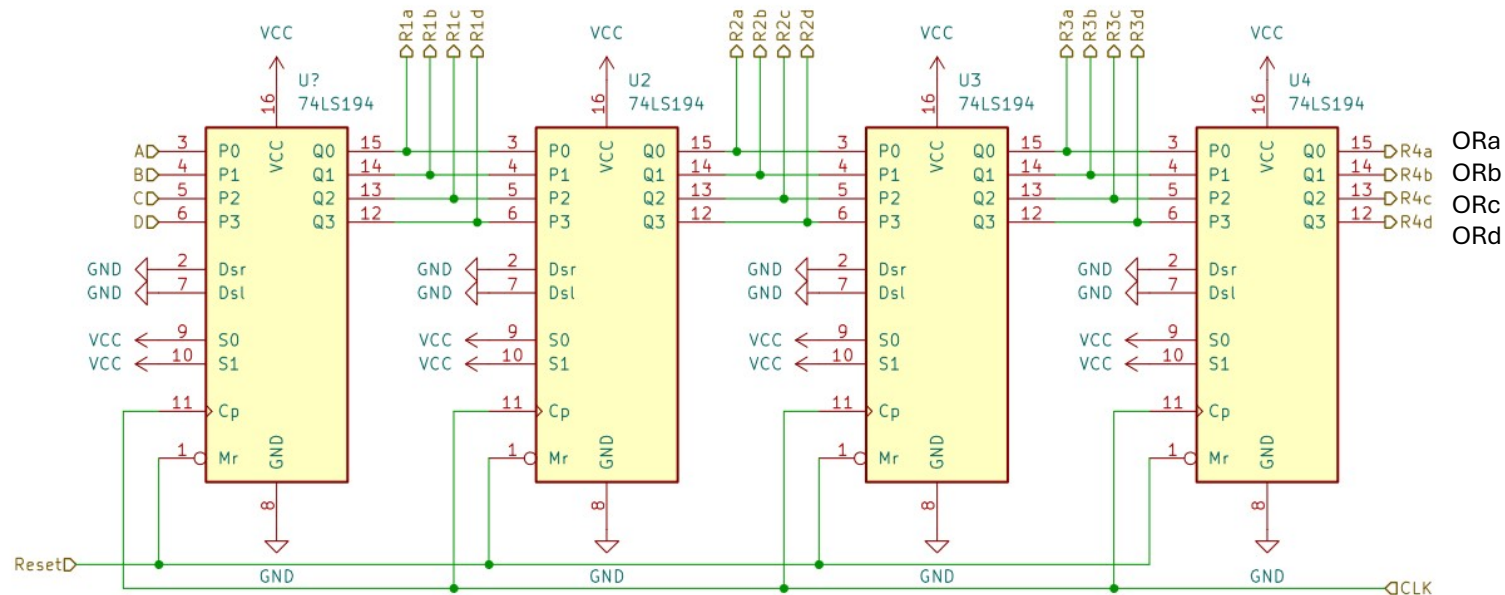 R1a R1b R1c R1d R2a R2b R2c R2d R3a R3b R3c R3d
VCC VCC VCC VCC
U? U2 U3 U4
74LS194 74LS194 74LS194 74LS194
16 16 16 16
VCC VCC VCC VCC
A 3 P0 Q0 15 3 P0 Q0 15 3 P0 Q0 15 3 P0 Q0 15 R4a ORa
B 4 P1 Q1 14 4 P1 Q1 14 4 P1 Q1 14 4 P1 Q1 14 R4b ORb
C 5 P2 Q2 13 5 P2 Q2 13 5 P2 Q2 13 5 P2 Q2 13 R4c ORc
D 6 P3 Q3 12 6 P3 Q3 12 6 P3 Q3 12 6 P3 Q3 12 R4d ORd
GND 2 Dsr GND 2 Dsr GND 2 Dsr GND 2 Dsr
GND 7 Dsl GND 7 Dsl GND 7 Dsl GND 7 Dsl
VCC 9 S0 VCC 9 S0 VCC 9 S0 VCC 9 S0
VCC 10 S1 VCC 10 S1 VCC 10 S1 VCC 10 S1
11 Cp 11 Cp 11 Cp 11 Cp
1 Mr GND 1 Mr GND 1 Mr GND 1 Mr GND
8 8 8 8
Reset
GND GND GND GND
CLK